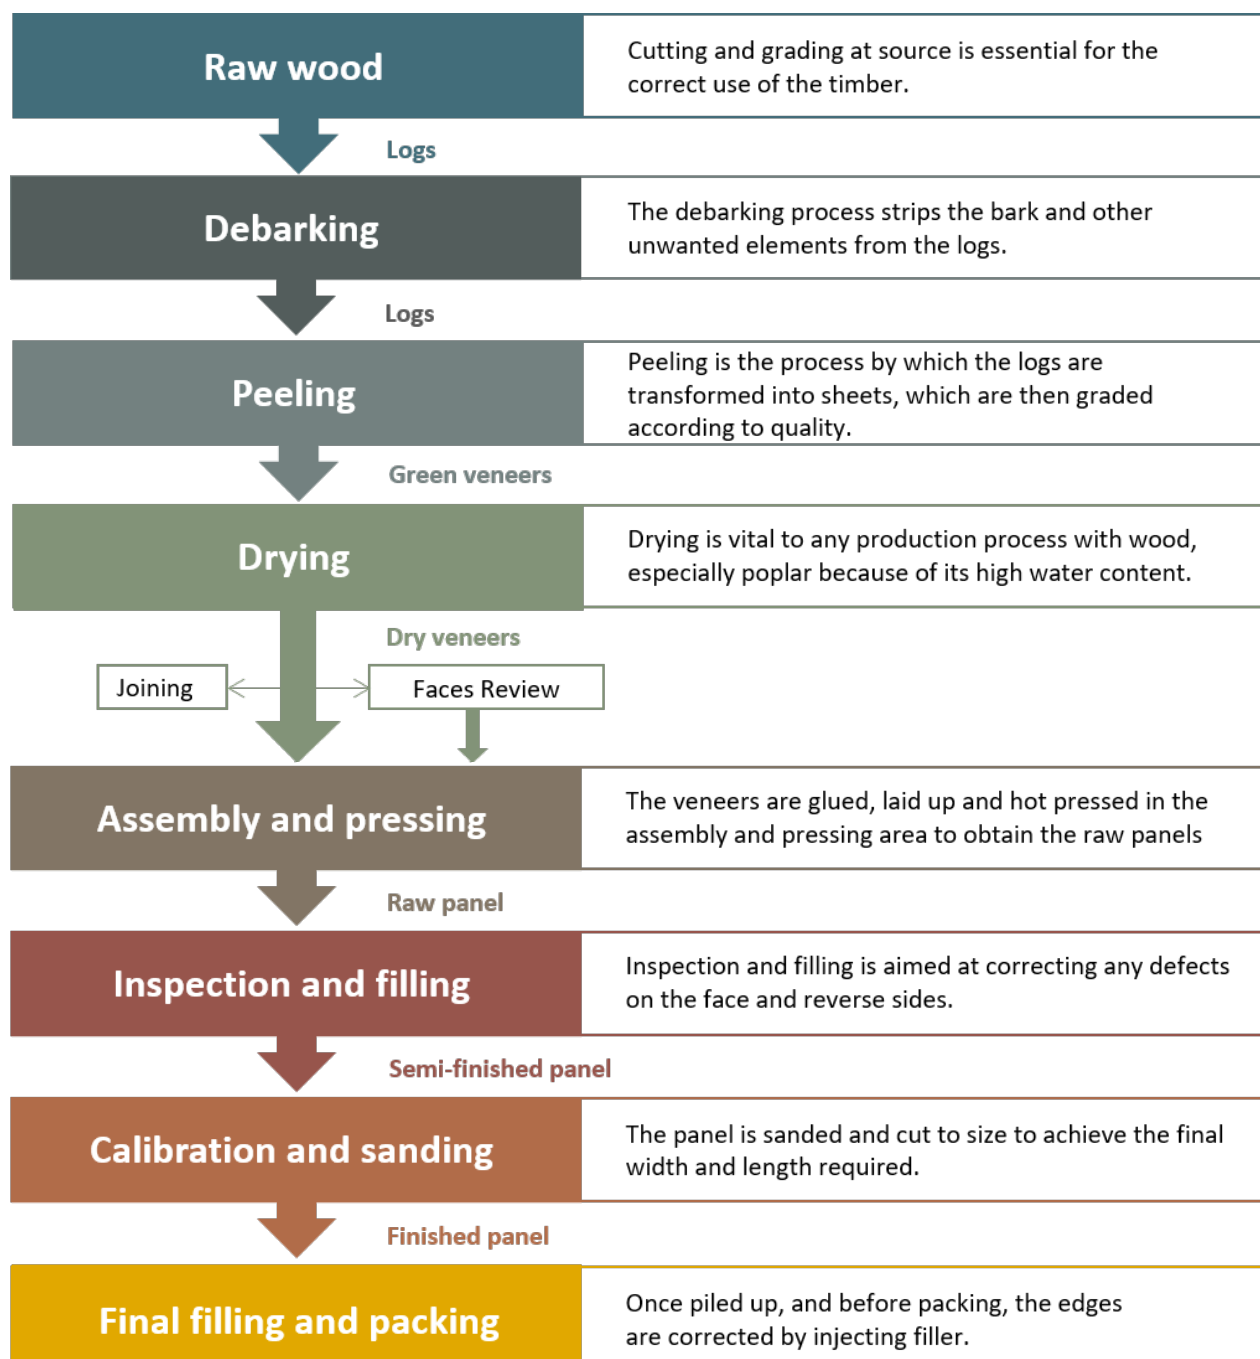 Raw wood
Cutting and grading at source is essential for the
correct use of the timber.
Logs
Debarking
The debarking process strips the bark and other
unwanted elements from the logs.
Logs
Peeling
Peeling is the process by which the logs are
transformed into sheets, which are then graded
according to quality.
Green veneers
Drying
Drying is vital to any production process with wood,
especially poplar because of its high water content.
Dry veneers
Joining
Faces Review
Assembly and pressing
The veneers are glued, laid up and hot pressed in the
assembly and pressing area to obtain the raw panels
Raw panel
Inspection and filling
Inspection and filling is aimed at correcting any defects
on the face and reverse sides.
Semi-finished panel
Calibration and sanding
The panel is sanded and cut to size to achieve the final
width and length required.
Finished panel
Final filling and packing
Once piled up, and before packing, the edges
are corrected by injecting filler.